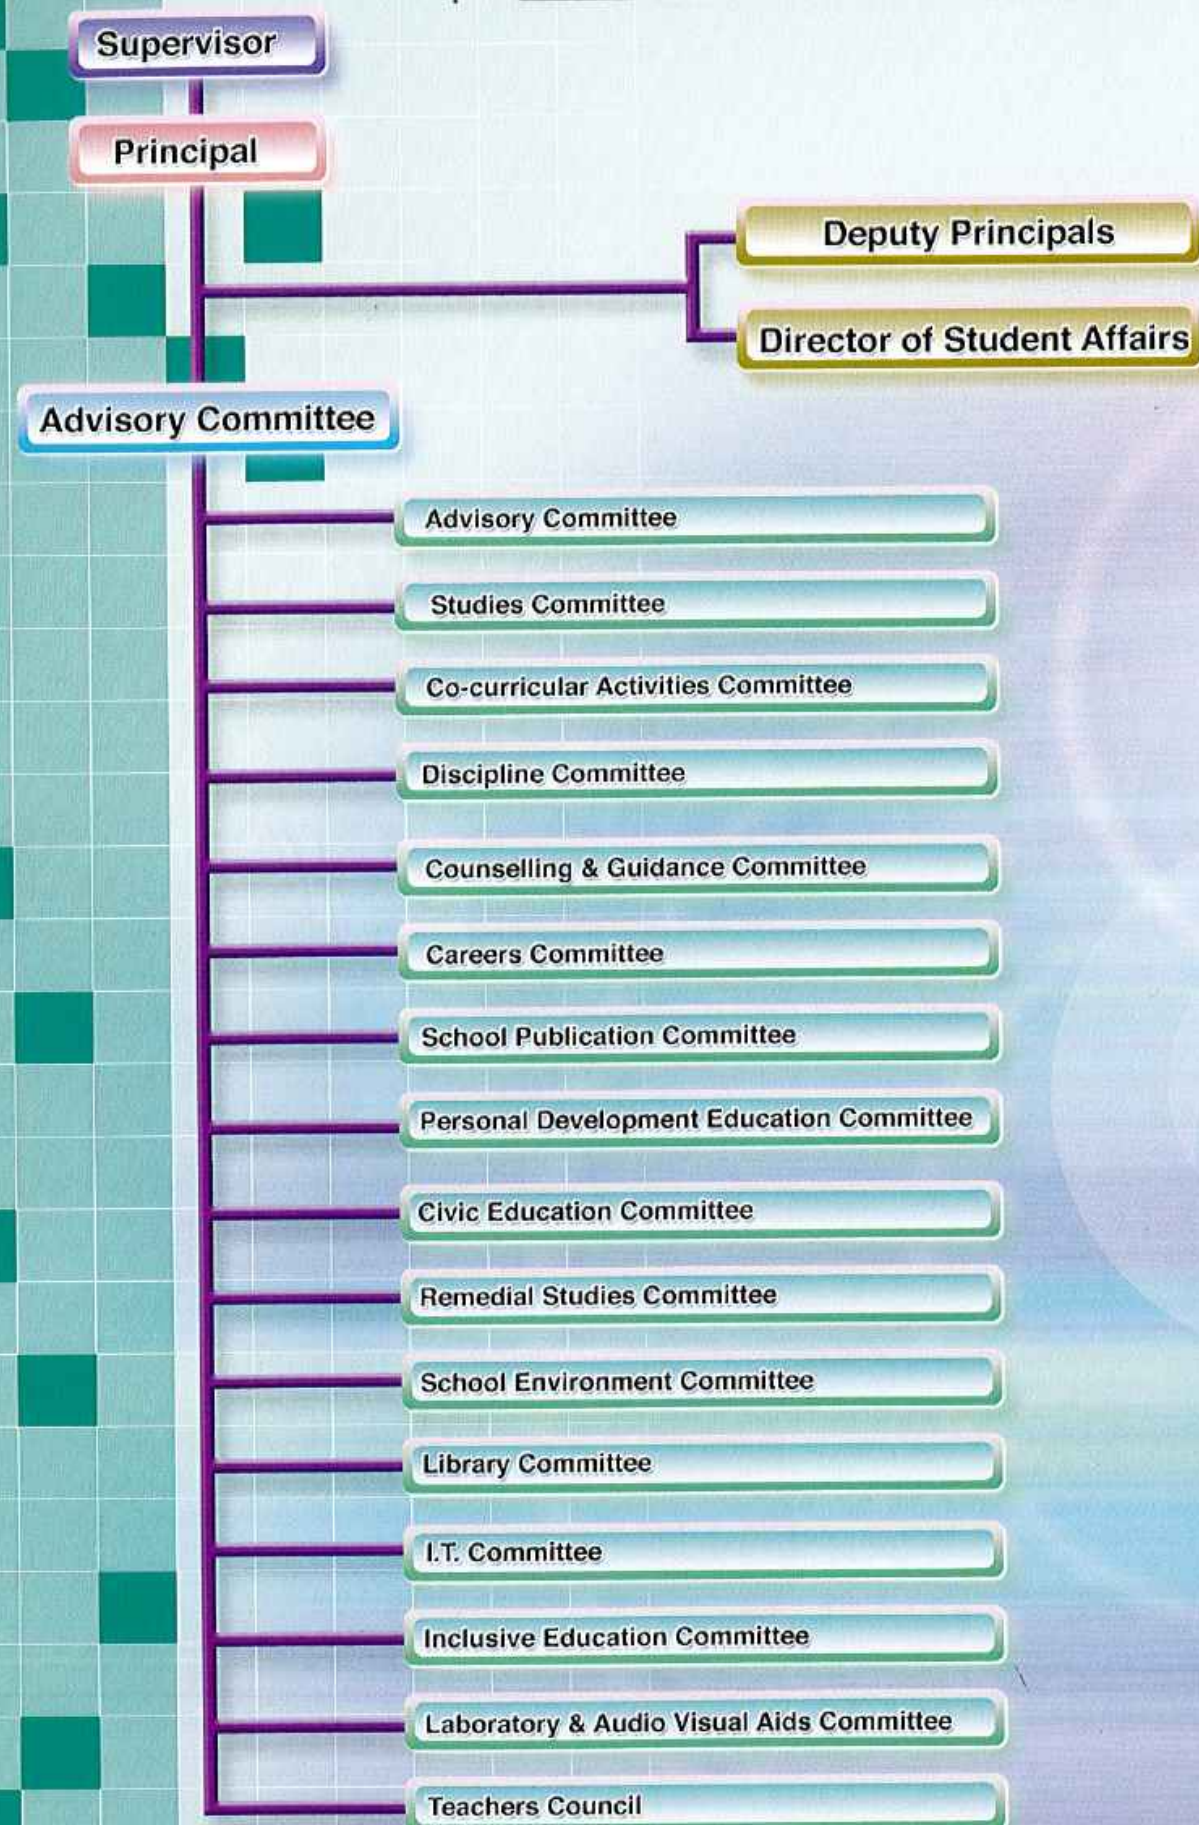 Supervisor
Principal
Deputy Principals
Director of Student Affairs
Advisory Committee
Advisory Committee
Studies Committee
Co-curricular Activities Committee
Discipline Committee
Counselling & Guidance Committee
Careers Committee
School Publication Committee
Personal Development Education Committee
Civic Education Committee
Remedial Studies Committee
School Environment Committee
Library Committee
I.T. Committee
Inclusive Education Committee
Laboratory & Audio Visual Aids Committee
Teachers Council